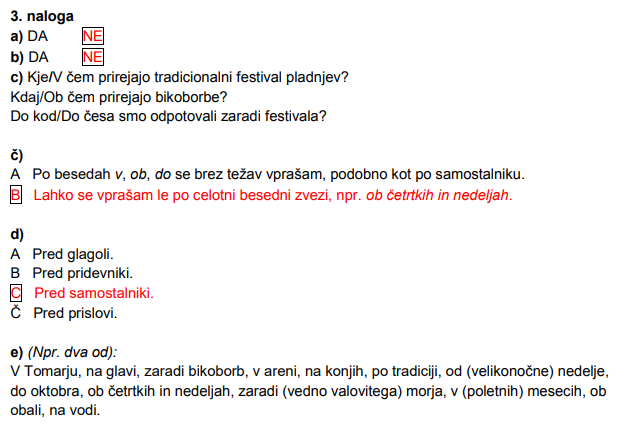 3. naloga
a) DA NE
b) DA NE
c) Kje/V čem prirejajo tradicionalni festival pladnjev?
Kdaj/Ob čem prirejajo bikoborbe?
Do kod/Do česa smo odpotovali zaradi festivala?
č)
A Po besedah v, ob, do se brez težav vprašam, podobno kot po samostalniku.
B Lahko se vprašam le po celotni besedni zvezi, npr. ob četrtkih in nedeljah.
d)
A Pred glagoli.
B Pred pridevniki.
C Pred samostalniki.
Č Pred prislovi.
e) (Npr. dva od):
V Tomarju, na glavi, zaradi bikoborb, v areni, na konjih, po tradiciji, od (velikonočne) nedelje,
do oktobra, ob četrtkih in nedeljah, zaradi (vedno valovitega) morja, v (poletnih) mesecih, ob
obali, na vodi.